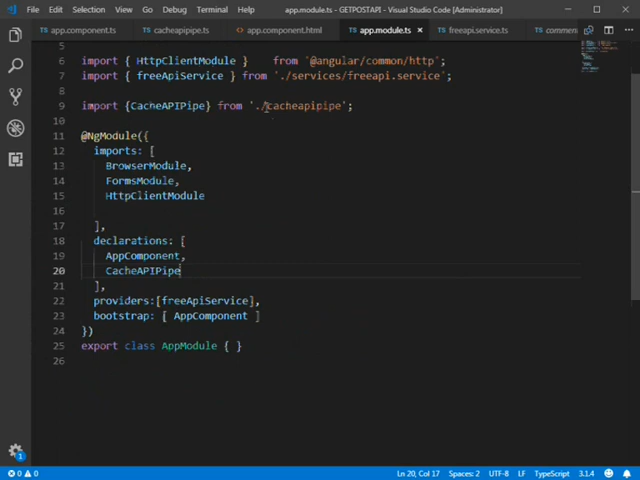 File Edit Selection View Go Debug Terminal Help app.module.ts - GETPOSTAPI - Visual Studio Code [Administrator]
app.component.ts cacheapipipe.ts app.component.html app.module.ts × freeapi.service.ts commen
5
6 import { HttpClientModule } from '@angular/common/http';
7 import { freeApiService } from './services/freeapi.service';
8
9 import {CacheAPIPipe} from './cacheapipipe';
10
11 @NgModule({
12 imports: [
13 BrowserModule,
14 FormsModule,
15 HttpClientModule
16
17 ],
18 declarations: [
19 AppComponent,
20 CacheAPIPipe
21 ],
22 providers:[freeApiService],
23 bootstrap: [ AppComponent ]
24 })
25 export class AppModule { }
26
1
0 0 Ln 20, Col 17 Spaces: 2 UTF-8 LF TypeScript 3.1.4